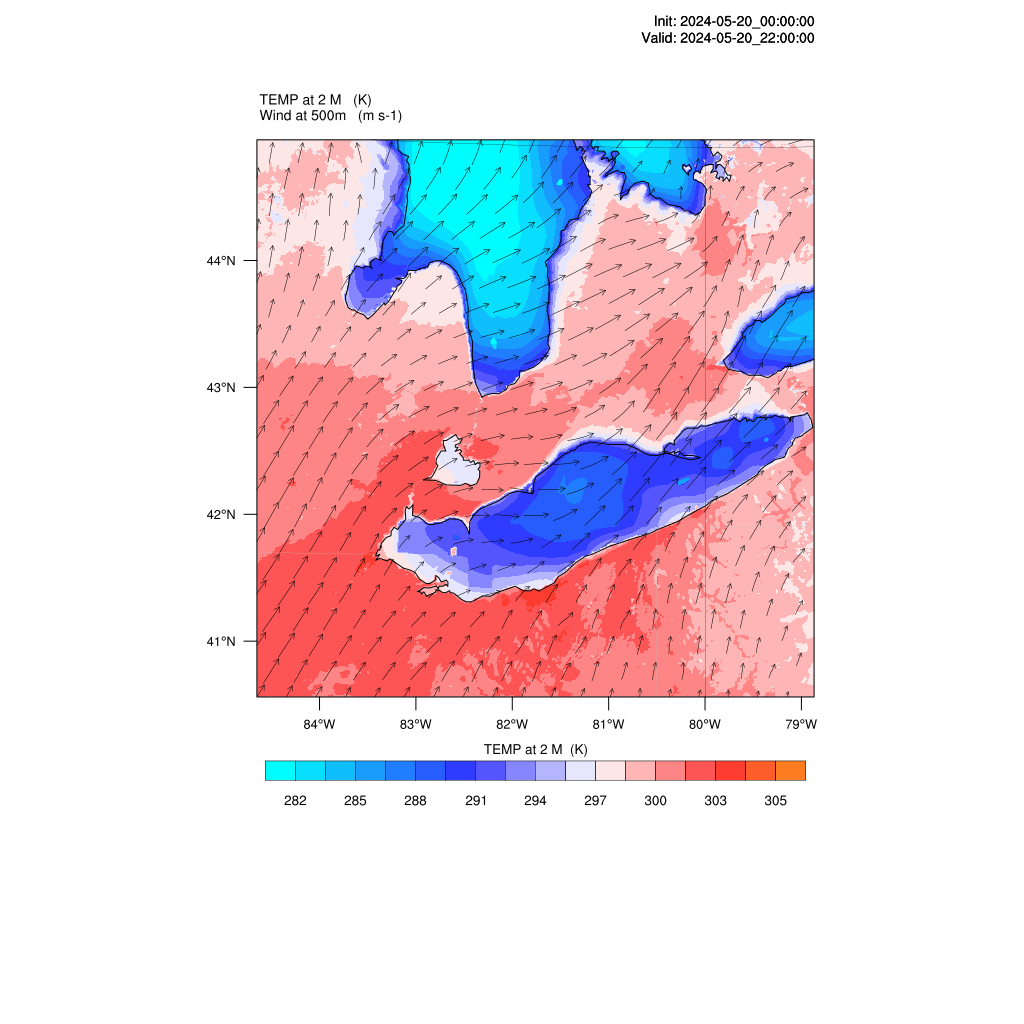 Init: 2024-05-20_00:00:00
Valid: 2024-05-20_22:00:00
TEMP at 2 M   (K)
Wind at 500m   (m s-1)
44°N
43°N
42°N
41°N
84°W 83°W 82°W 81°W 80°W 79°W
TEMP at 2 M  (K)
282 285 288 291 294 297 300 303 305